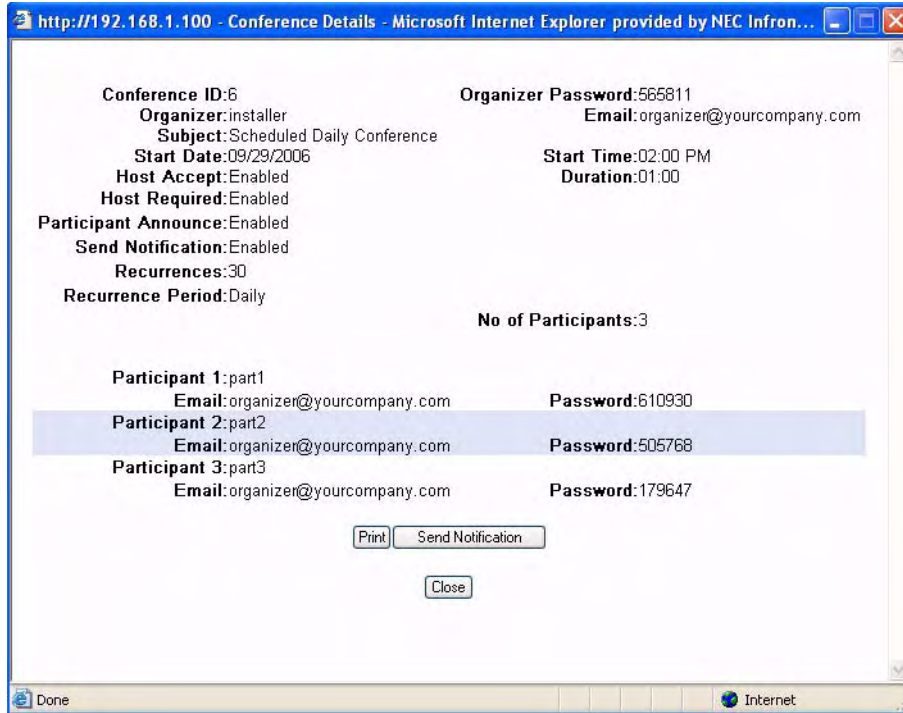 http://192.168.1.100 - Conference Details - Microsoft Internet Explorer provided by NEC Infron...
Conference ID:6 Organizer Password:565811
Organizer:installer Email:organizer@yourcompany.com
Subject:Scheduled Daily Conference
Start Date:09/29/2006 Start Time:02:00 PM
Host Accept:Enabled Duration:01:00
Host Required:Enabled
Participant Announce:Enabled
Send Notification:Enabled
Recurrences:30
Recurrence Period:Daily
No of Participants:3
Participant 1:part1
Email:organizer@yourcompany.com Password:610930
Participant 2:part2
Email:organizer@yourcompany.com Password:505768
Participant 3:part3
Email:organizer@yourcompany.com Password:179647
Print Send Notification
Close
Done Internet